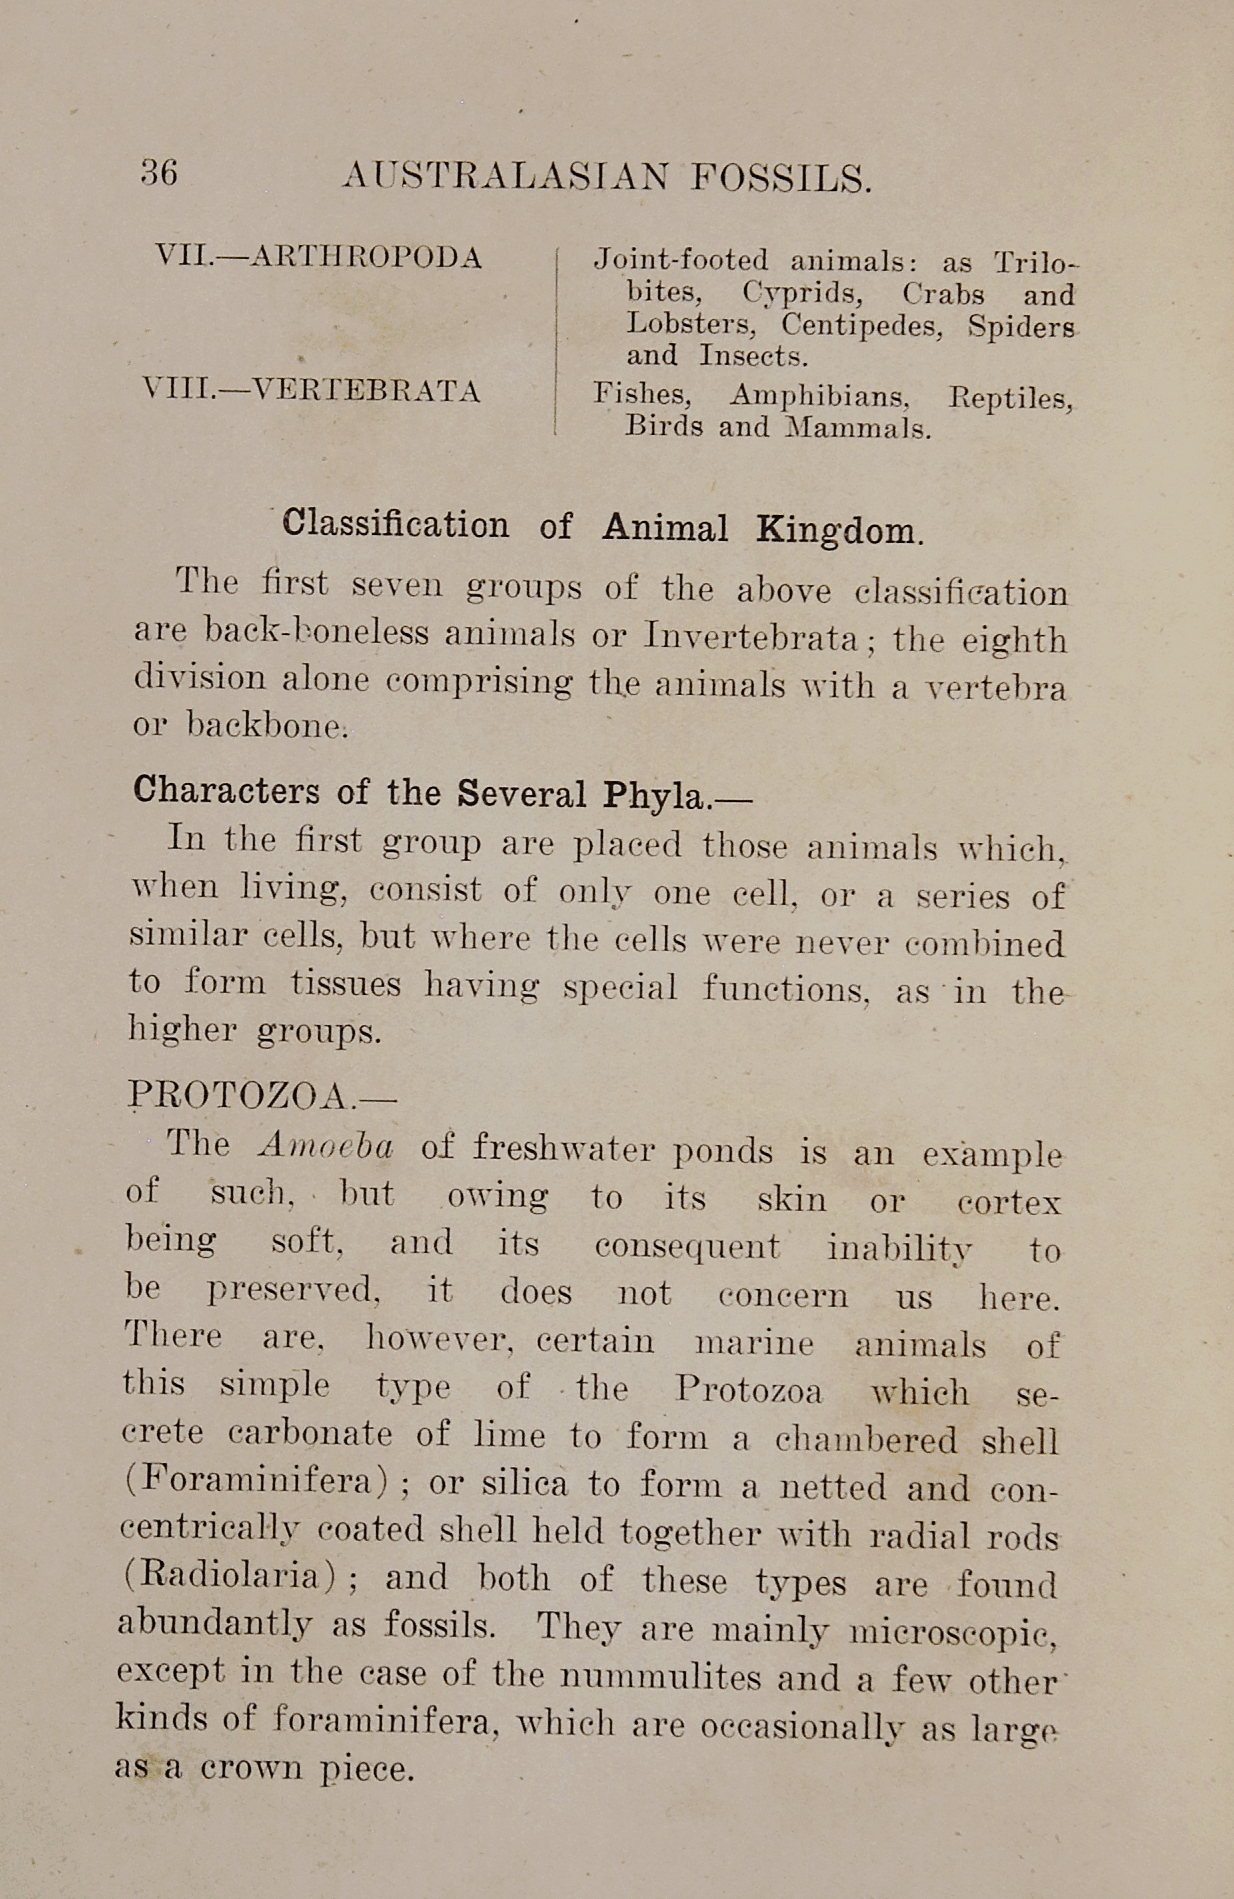 36 AUSTRALASIAN FOSSILS.
VII.—ARTHROPODA Joint-footed animals: as Trilo-
bites, Cyprids, Crabs and
Lobsters, Centipedes, Spiders
and Insects.
VIII.—VERTEBRATA Fishes, Amphibians, Reptiles,
Birds and Mammals.
Classification of Animal Kingdom.
The first seven groups of the above classification
are back-boneless animals or Invertebrata; the eighth
division alone comprising the animals with a vertebra
or backbone.
Characters of the Several Phyla.—
In the first group are placed those animals which,
when living, consist of only one cell, or a series of
similar cells, but where the cells were never combined
to form tissues having special functions, as in the
higher groups.
PROTOZOA.—
The Amoeba of freshwater ponds is an example
of such, but owing to its skin or cortex
being soft, and its consequent inability to
be preserved, it does not concern us here.
There are, however, certain marine animals of
this simple type of the Protozoa which se-
crete carbonate of lime to form a chambered shell
(Foraminifera); or silica to form a netted and con-
centrically coated shell held together with radial rods
(Radiolaria); and both of these types are found
abundantly as fossils. They are mainly microscopic,
except in the case of the nummulites and a few other
kinds of foraminifera, which are occasionally as large
as a crown piece.